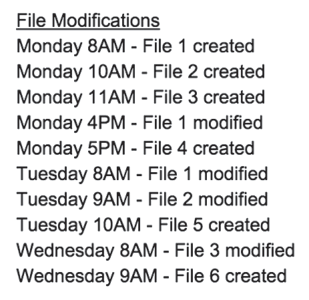 File Modifications
Monday 8AM - File 1 created
Monday 10AM - File 2 created
Monday 11AM - File 3 created
Monday 4PM - File 1 modified
Monday 5PM - File 4 created
Tuesday 8AM - File 1 modified
Tuesday 9AM - File 2 modified
Tuesday 10AM - File 5 created
Wednesday 8AM - File 3 modified
Wednesday 9AM - File 6 created